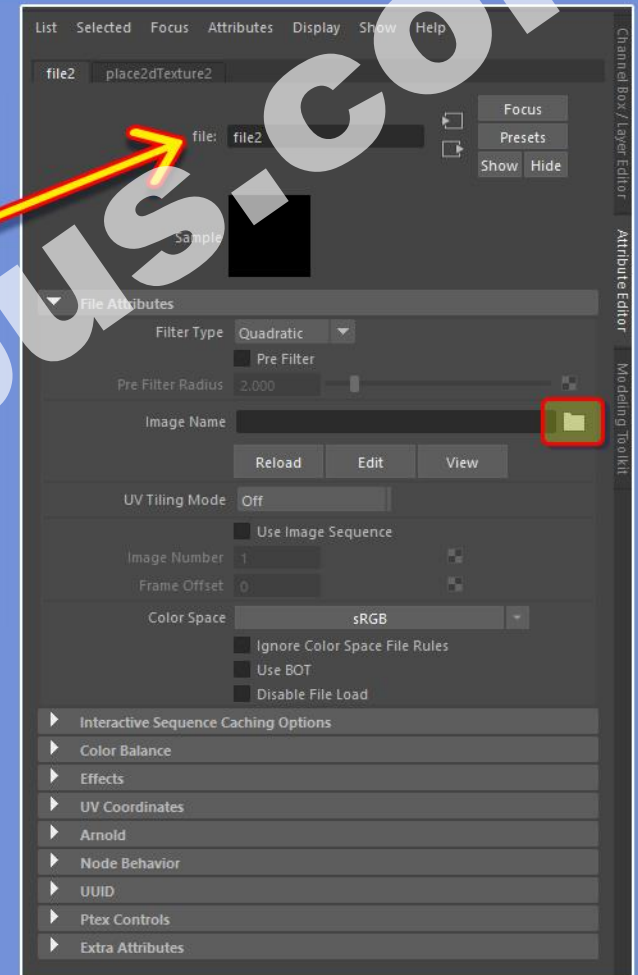 List Selected Focus Attributes Display Show Help
file2 place2dTexture2
file: file2
Focus
Presets
Show Hide
Sample
File Attributes
Filter Type Quadratic
Pre Filter
Pre Filter Radius 2.000
Image Name
Reload Edit View
UV Tiling Mode Off
Use Image Sequence
Image Number 1
Frame Offset 0
Color Space sRGB
Ignore Color Space File Rules
Use BOT
Disable File Load
Interactive Sequence Caching Options
Color Balance
Effects
UV Coordinates
Arnold
Node Behavior
UUID
Ptex Controls
Extra Attributes
Channel Box / Layer Editor
Attribute Editor
Modeling Toolkit
us.co